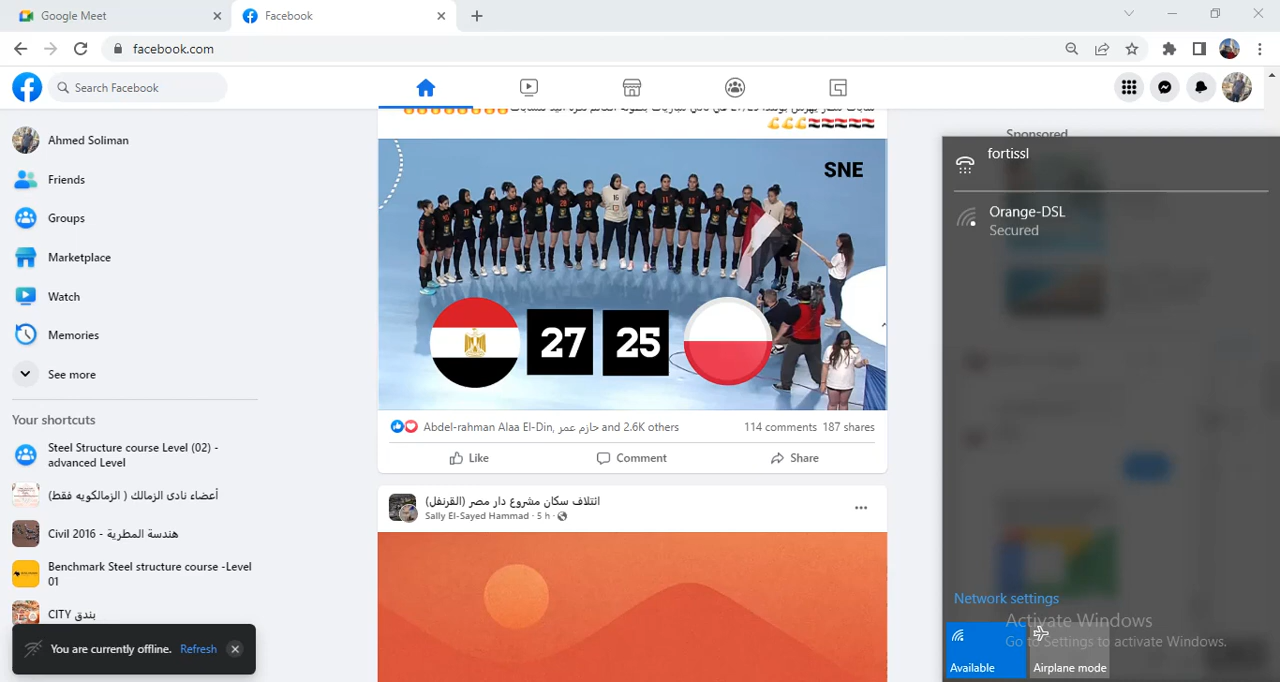 Google Meet
Facebook
facebook.com
Search Facebook
Ahmed Soliman
Friends
Groups
Marketplace
Watch
Memories
See more
Your shortcuts
Steel Structure course Level (02) -
advanced Level
أعضاء نادى الزمالك ( الزمالكويه فقط)
هندسة المطرية - Civil 2016
Benchmark Steel structure course -Level
01
بندق CITY
You are currently offline. Refresh
SNE
27 25
Abdel-rahman Alaa El-Din, حازم عمر and 2.6K others
114 comments 187 shares
Like
Comment
Share
ائتلاف سكان مشروع دار مصر (القرنفل)
Sally El-Sayed Hammad · 5 h ·
Sponsored
fortissl
Orange-DSL
Secured
Network settings
Activate Windows
Go to Settings to activate Windows.
Available
Airplane mode